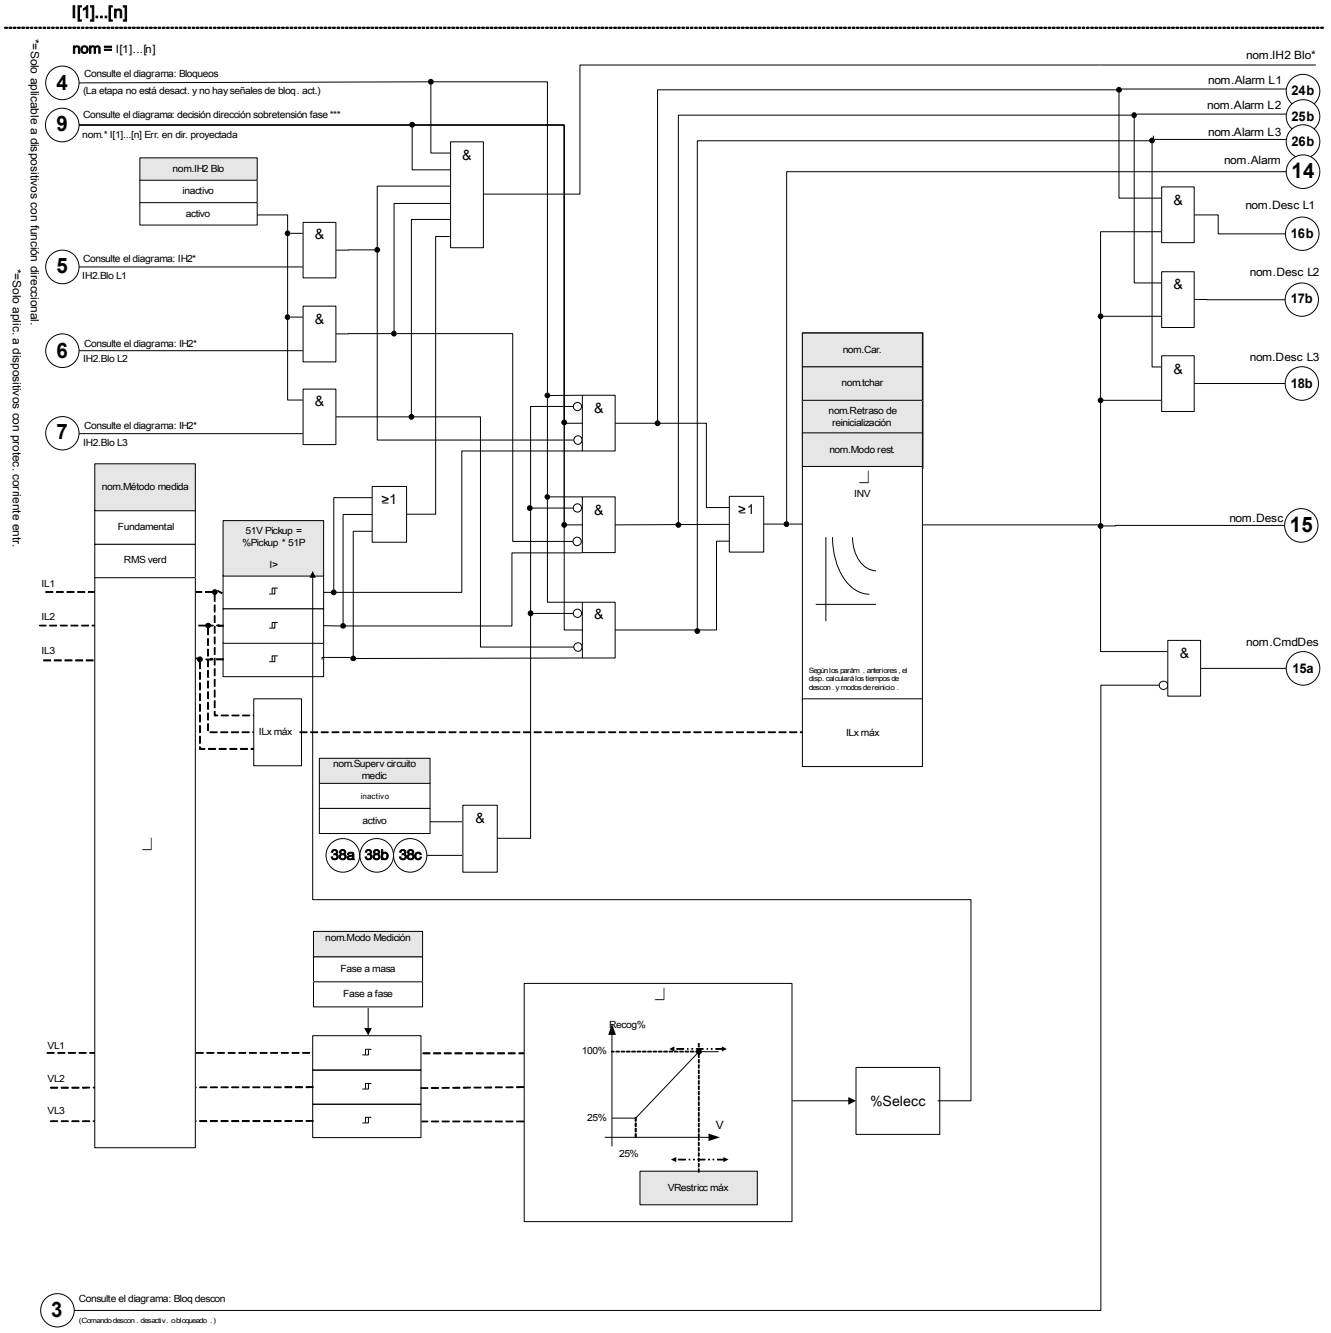 I[1]...[n]
nom = I[1]...[n]
*=Solo aplicable a dispositivos con función direccional.
*=Solo aplic. a dispositivos con protec. corriente entr.
4
Consulte el diagrama: Bloqueos
(La etapa no está desact. y no hay señales de bloq. act.)
9
Consulte el diagrama: decisión dirección sobretensión fase ***
nom.* I[1]...[n] Err. en dir. proyectada
nom.IH2 Blo
inactivo
activo
5
Consulte el diagrama: IH2*
IH2.Blo L1
6
Consulte el diagrama: IH2*
IH2.Blo L2
7
Consulte el diagrama: IH2*
IH2.Blo L3
&
&
&
&
nom.IH2 Blo*
nom.Alarm L1
24b
nom.Alarm L2
25b
nom.Alarm L3
26b
nom.Alarm
14
&
nom.Desc L1
16b
&
nom.Desc L2
17b
&
nom.Desc L3
18b
nom.Método medida
Fundamental
RMS verd
51V Pickup =
%Pickup * 51P
I>
≥1
&
&
&
≥1
nom.Car.
nom.tchar
nom.Retraso de
reinicialización
nom.Modo rest
INV
Según los parám. anteriores, el
disp. calculará los tiempos de
descon. y modos de reinicio.
ILx máx
nom.Desc
15
IL1
IL2
IL3
ILx máx
nom.CmdDes
&
15a
nom.Superv circuito
medic
inactivo
activo
&
38a
38b
38c
nom.Modo Medición
Fase a masa
Fase a fase
VL1
VL2
VL3
Recog%
100%
25%
V
25%
VRestricc máx
%Selecc
3
Consulte el diagrama: Bloq descon
(Comando descon. desactiv. o bloqueado.)